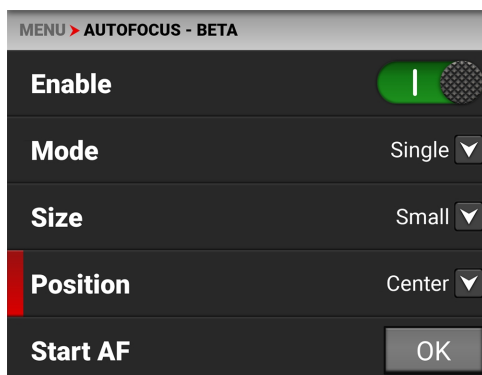 MENU > AUTOFOCUS - BETA
Enable
Mode Single
Size Small
Position Center
Start AF OK